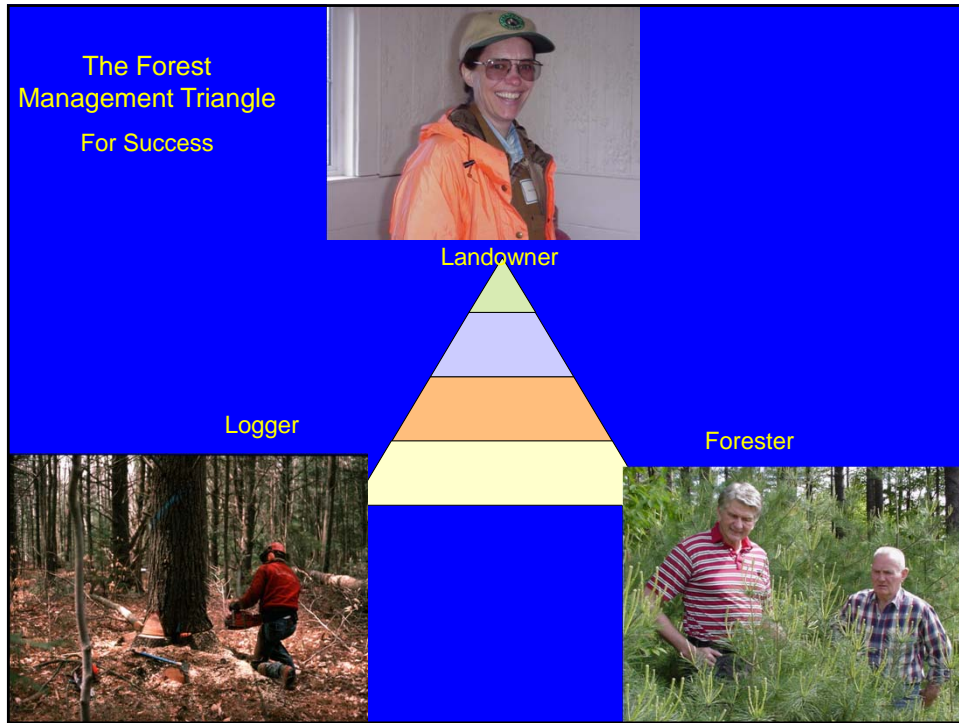 The Forest
Management Triangle
For Success
Landowner
Logger
Forester